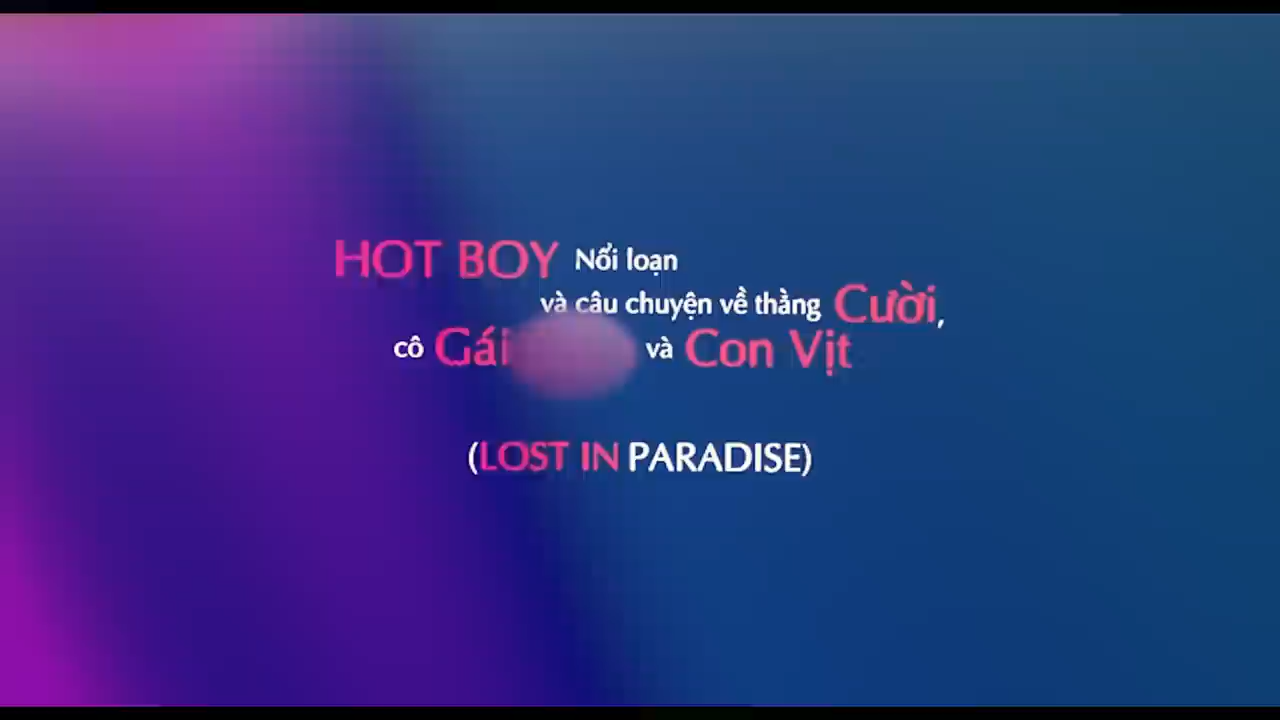 HOT BOY Nổi loạn
và câu chuyện về thằng Cười,
cô Gái và Con Vịt
(LOST IN PARADISE)